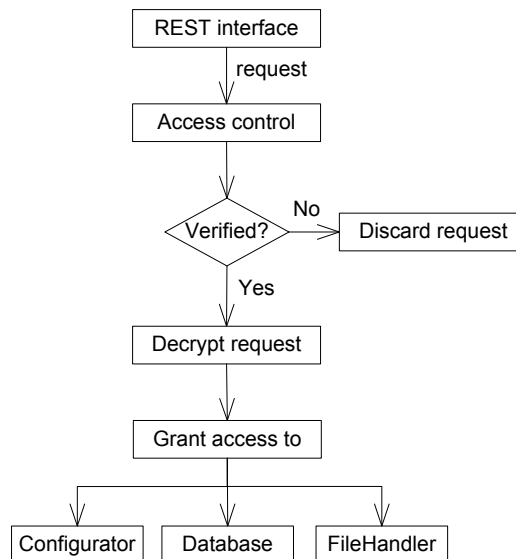 REST interface
request
Access control
Verified?
No
Discard request
Yes
Decrypt request
Grant access to
Configurator
Database
FileHandler